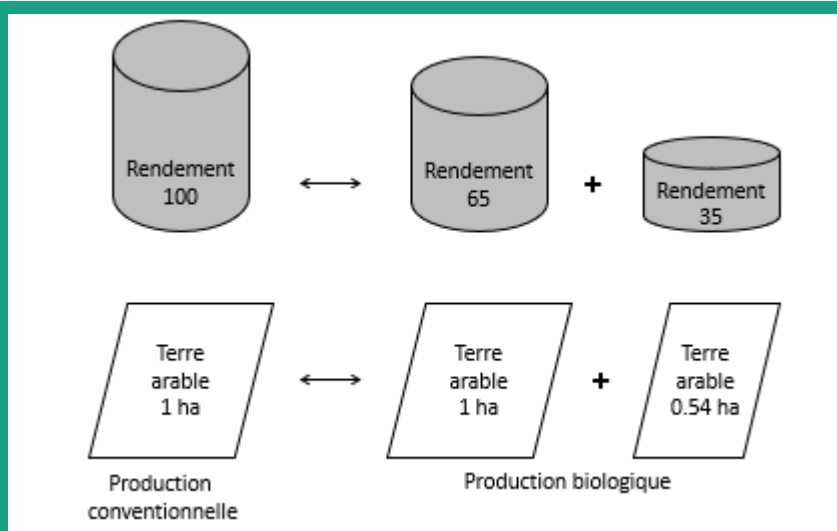 Rendement
100
Rendement
65
+
Rendement
35
Terre
arable
1 ha
Terre
arable
1 ha
+
Terre
arable
0.54 ha
Production
conventionnelle
Production biologique